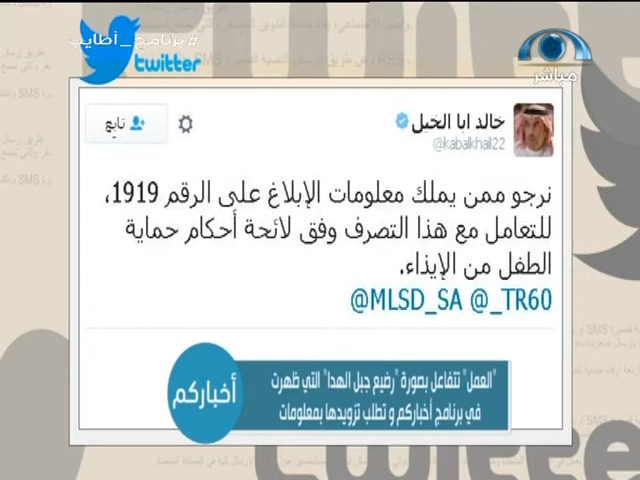 #برنامج_أطايب
twitter
مباشر
خالد ابا الخيل
@kabalkhail22
تابع
نرجو ممن يملك معلومات الإبلاغ على الرقم 1919،
للتعامل مع هذا التصرف وفق لائحة أحكام حماية
الطفل من الإيذاء.
@MLSD_SA @_TR60
أخباركم
"العمل" تتفاعل بصورة "رضيع جبل الهدا" التي ظهرت
في برنامج أخباركم و تطلب تزويدها بمعلومات